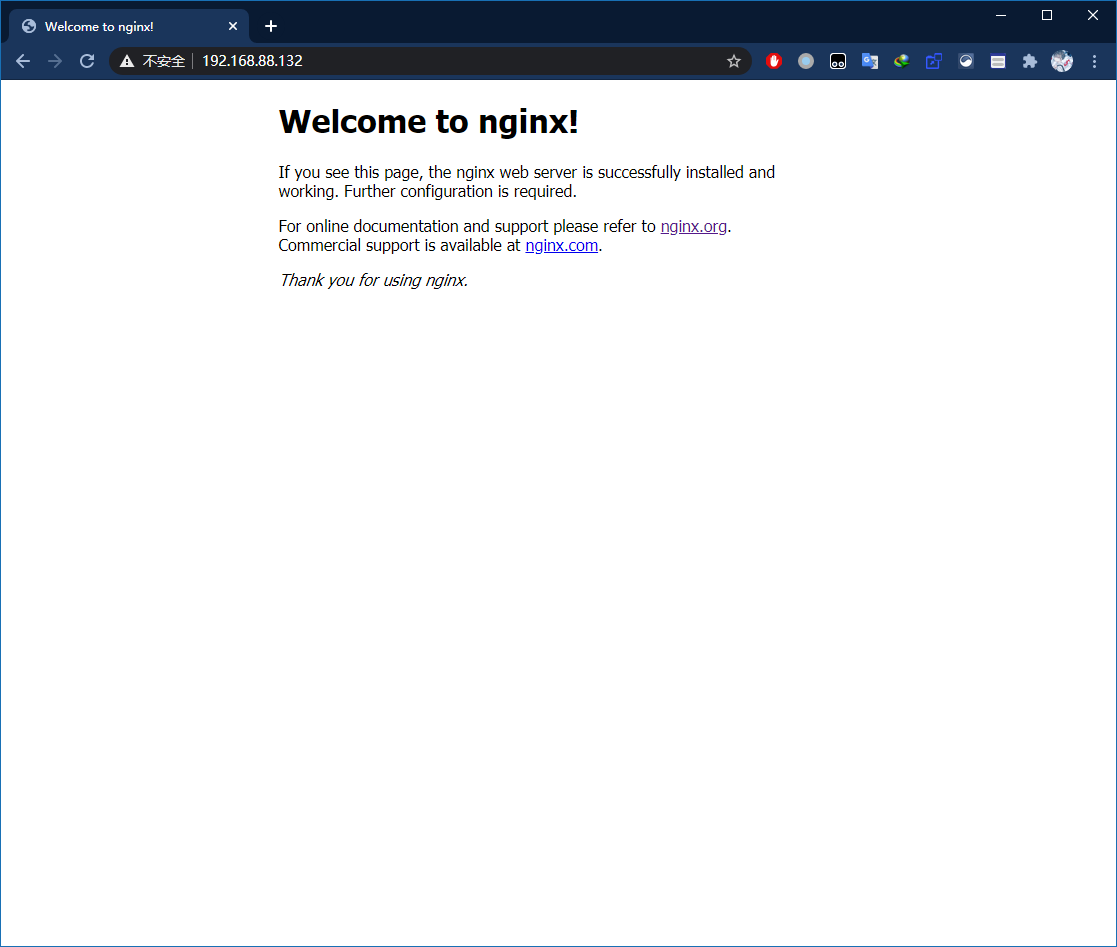 Welcome to nginx!
不安全
192.168.88.132
Welcome to nginx!
If you see this page, the nginx web server is successfully installed and
working. Further configuration is required.
For online documentation and support please refer to nginx.org.
Commercial support is available at nginx.com.
Thank you for using nginx.